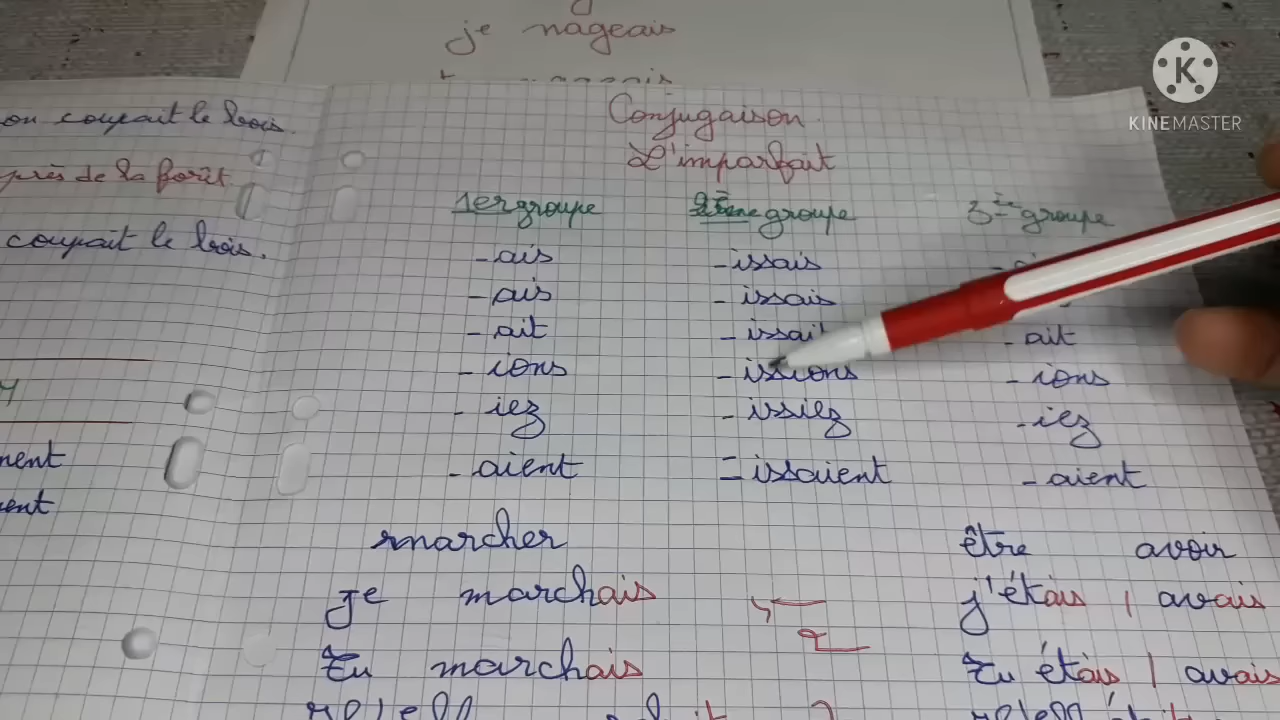 je nageais
KINEMASTER
on coupait le bois.
près de la forêt.
coupait le bois.
ment
ent
Conjugaison
L'imparfait
1er groupe 2ème groupe 3ème groupe
- ais - issais
- ais - issais
- ait - issait - ait
- ions - issions - ions
- iez - issiez - iez
- aient - issaient - aient
marcher être avoir
je marchais j'étais / avais
Tu marchais Tu étais / avais